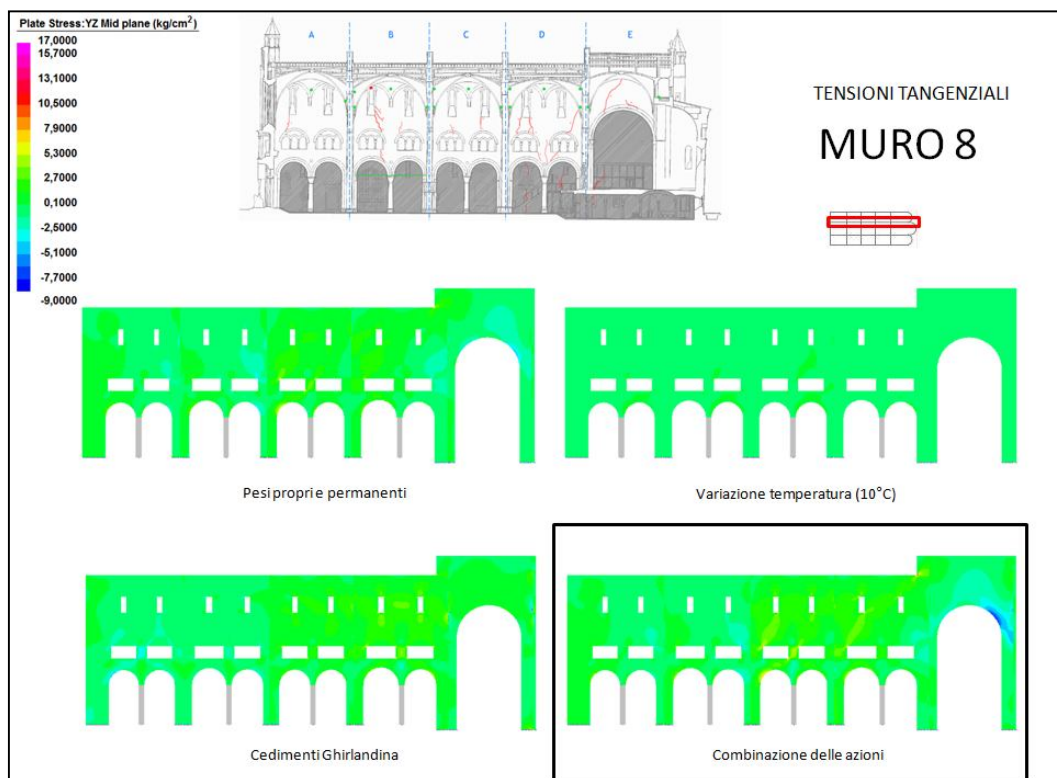 Plate Stress:YZ Mid plane (kg/cm²)
17,0000
15,7000
13,1000
10,5000
7,9000
5,3000
2,7000
0,1000
-2,5000
-5,1000
-7,7000
-9,0000
A B C D E
TENSIONI TANGENZIALI
MURO 8
Pesi propri e permanenti
Variazione temperatura (10°C)
Cedimenti Ghirlandina
Combinazione delle azioni